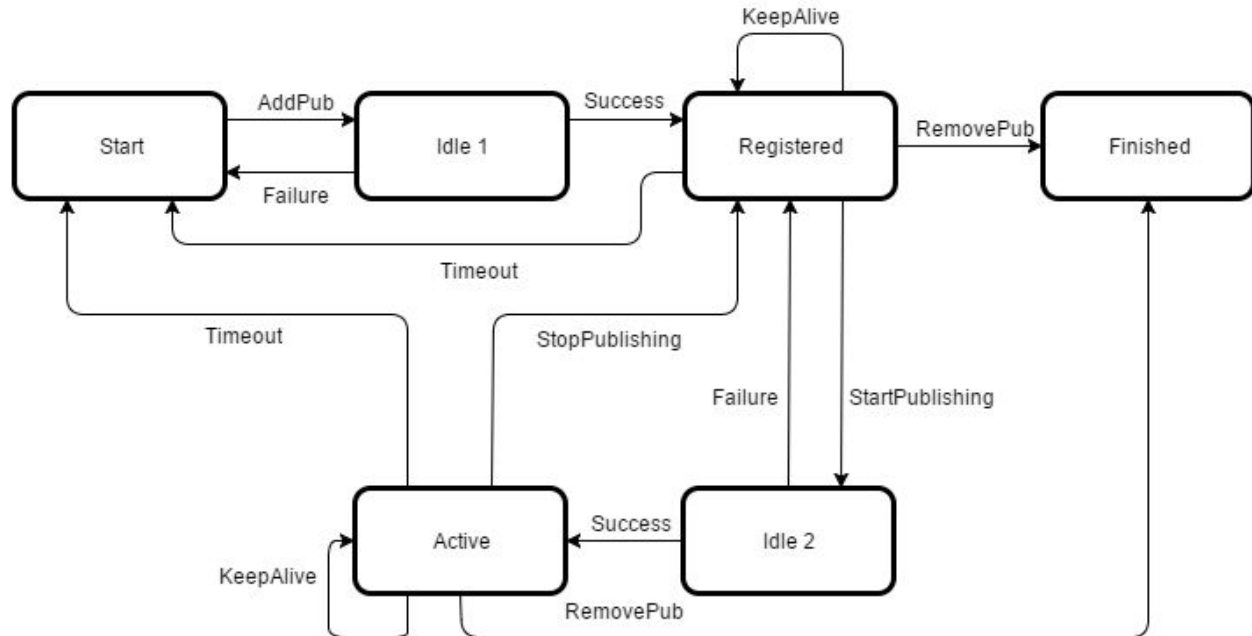 KeepAlive
AddPub
Success
Start
Idle 1
Registered
RemovePub
Finished
Failure
Timeout
Timeout
StopPublishing
Failure
StartPublishing
Success
Active
Idle 2
KeepAlive
RemovePub